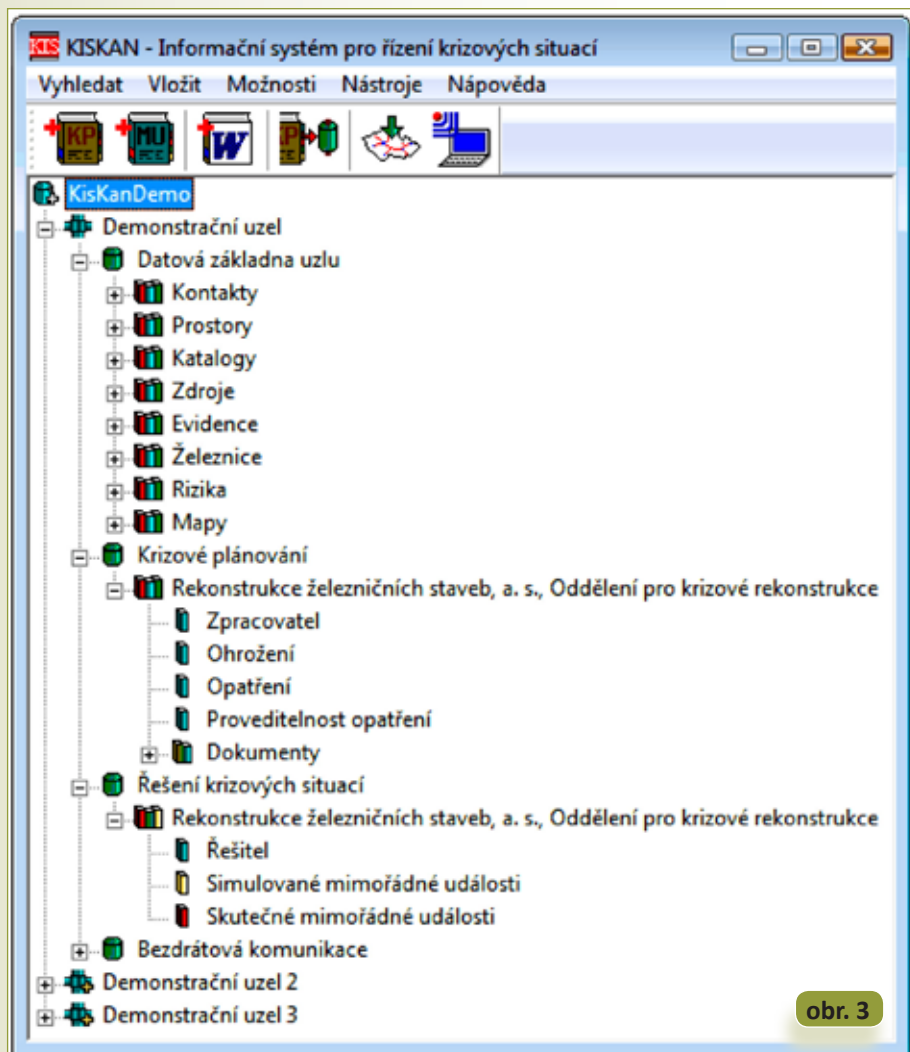 KIS KISKAN - Informační systém pro řízení krizových situací
Vyhledat Vložit Možnosti Nástroje Nápověda
KP MU W KP
KisKanDemo
Demonstrační uzel
Datová základna uzlu
Kontakty
Prostory
Katalogy
Zdroje
Evidence
Železnice
Rizika
Mapy
Krizové plánování
Rekonstrukce železničních staveb, a. s., Oddělení pro krizové rekonstrukce
Zpracovatel
Ohrožení
Opatření
Proveditelnost opatření
Dokumenty
Řešení krizových situací
Rekonstrukce železničních staveb, a. s., Oddělení pro krizové rekonstrukce
Řešitel
Simulované mimořádné události
Skutečné mimořádné události
Bezdrátová komunikace
Demonstrační uzel 2
Demonstrační uzel 3
obr. 3